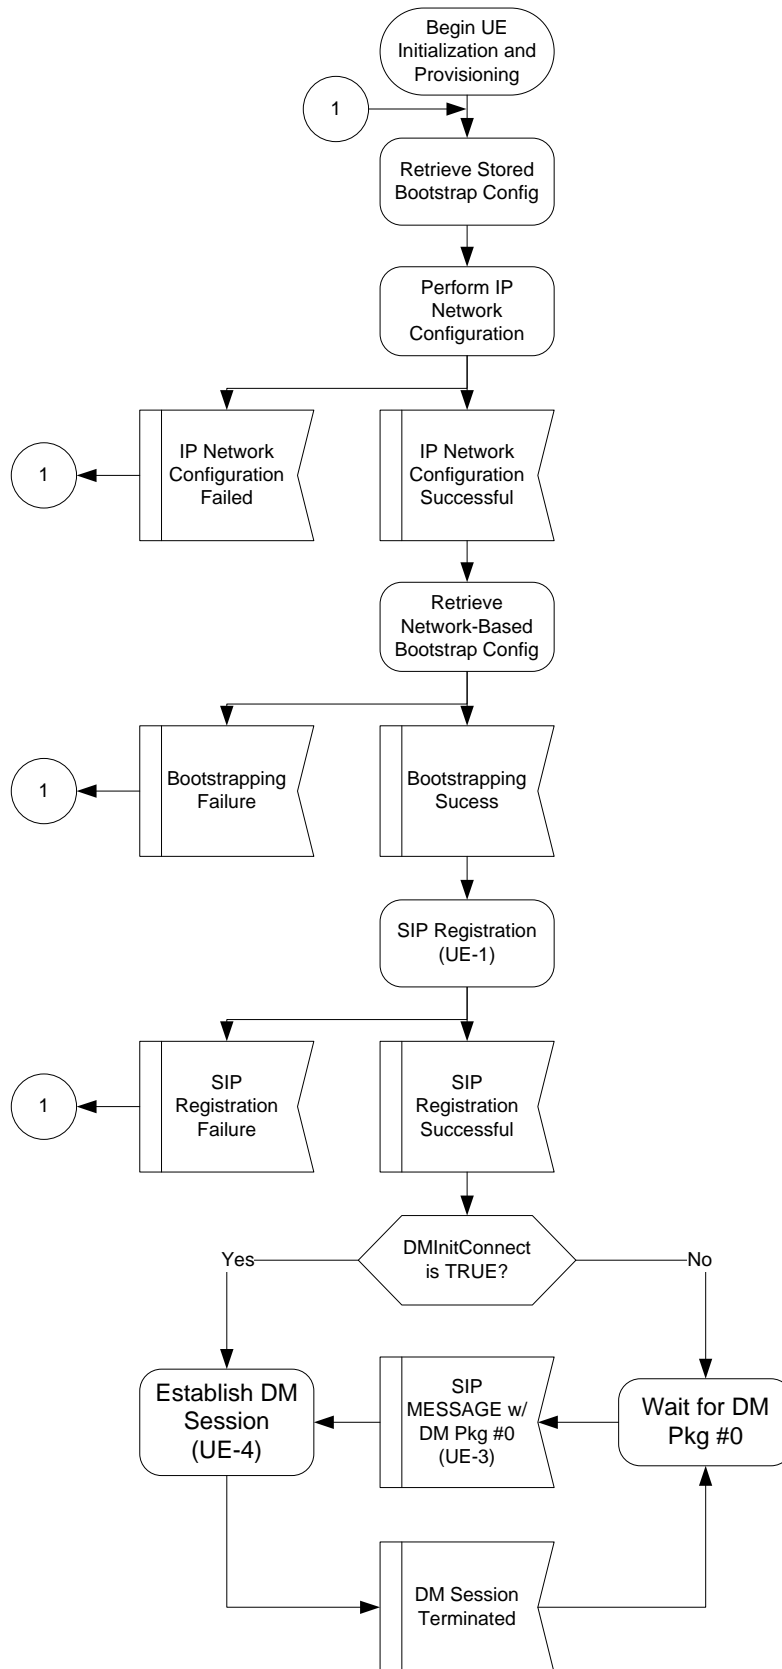 Begin UE
Initialization and
Provisioning
1
Retrieve Stored
Bootstrap Config
Perform IP
Network
Configuration
IP Network
Configuration
Failed
IP Network
Configuration
Successful
1
Retrieve
Network-Based
Bootstrap Config
1
Bootstrapping
Failure
Bootstrapping
Sucess
SIP Registration
(UE-1)
1
SIP
Registration
Failure
SIP
Registration
Successful
DMInitConnect
is TRUE?
Yes
No
Establish DM
Session
(UE-4)
SIP
MESSAGE w/
DM Pkg #0
(UE-3)
Wait for DM
Pkg #0
DM Session
Terminated